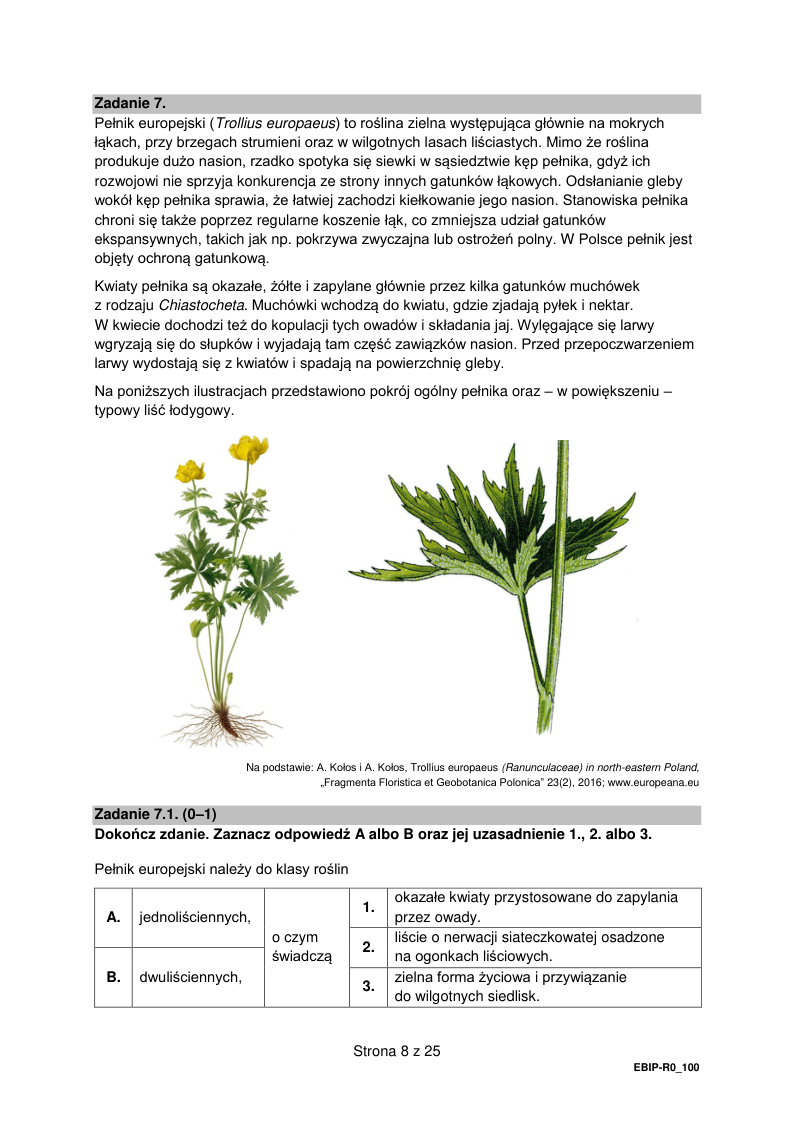 Zadanie 7.
Pełnik europejski (Trollius europaeus) to roślina zielna występująca głównie na mokrych
łąkach, przy brzegach strumieni oraz w wilgotnych lasach liściastych. Mimo że roślina
produkuje dużo nasion, rzadko spotyka się siewki w sąsiedztwie kęp pełnika, gdyż ich
rozwojowi nie sprzyja konkurencja ze strony innych gatunków łąkowych. Odsłanianie gleby
wokół kęp pełnika sprawia, że łatwiej zachodzi kiełkowanie jego nasion. Stanowiska pełnika
chroni się także poprzez regularne koszenie łąk, co zmniejsza udział gatunków
ekspansywnych, takich jak np. pokrzywa zwyczajna lub ostrożeń polny. W Polsce pełnik jest
objęty ochroną gatunkową.
Kwiaty pełnika są okazałe, żółte i zapylane głównie przez kilka gatunków muchówek
z rodzaju Chiastocheta. Muchówki wchodzą do kwiatu, gdzie zjadają pyłek i nektar.
W kwiecie dochodzi też do kopulacji tych owadów i składania jaj. Wylęgające się larwy
wgryzają się do słupków i wyjadają tam część zawiązków nasion. Przed przepoczwarzeniem
larwy wydostają się z kwiatów i spadają na powierzchnię gleby.
Na poniższych ilustracjach przedstawiono pokrój ogólny pełnika oraz – w powiększeniu –
typowy liść łodygowy.
Na podstawie: A. Kołos i A. Kołos, Trollius europaeus (Ranunculaceae) in north-eastern Poland,
„Fragmenta Floristica et Geobotanica Polonica” 23(2), 2016; www.europeana.eu
Zadanie 7.1. (0–1)
Dokończ zdanie. Zaznacz odpowiedź A albo B oraz jej uzasadnienie 1., 2. albo 3.
Pełnik europejski należy do klasy roślin
A. jednoliściennych,
B. dwuliściennych,
o czym
świadczą
1. okazałe kwiaty przystosowane do zapylania
przez owady.
2. liście o nerwacji siateczkowatej osadzone
na ogonkach liściowych.
3. zielna forma życiowa i przywiązanie
do wilgotnych siedlisk.
Strona 8 z 25
EBIP-R0_100